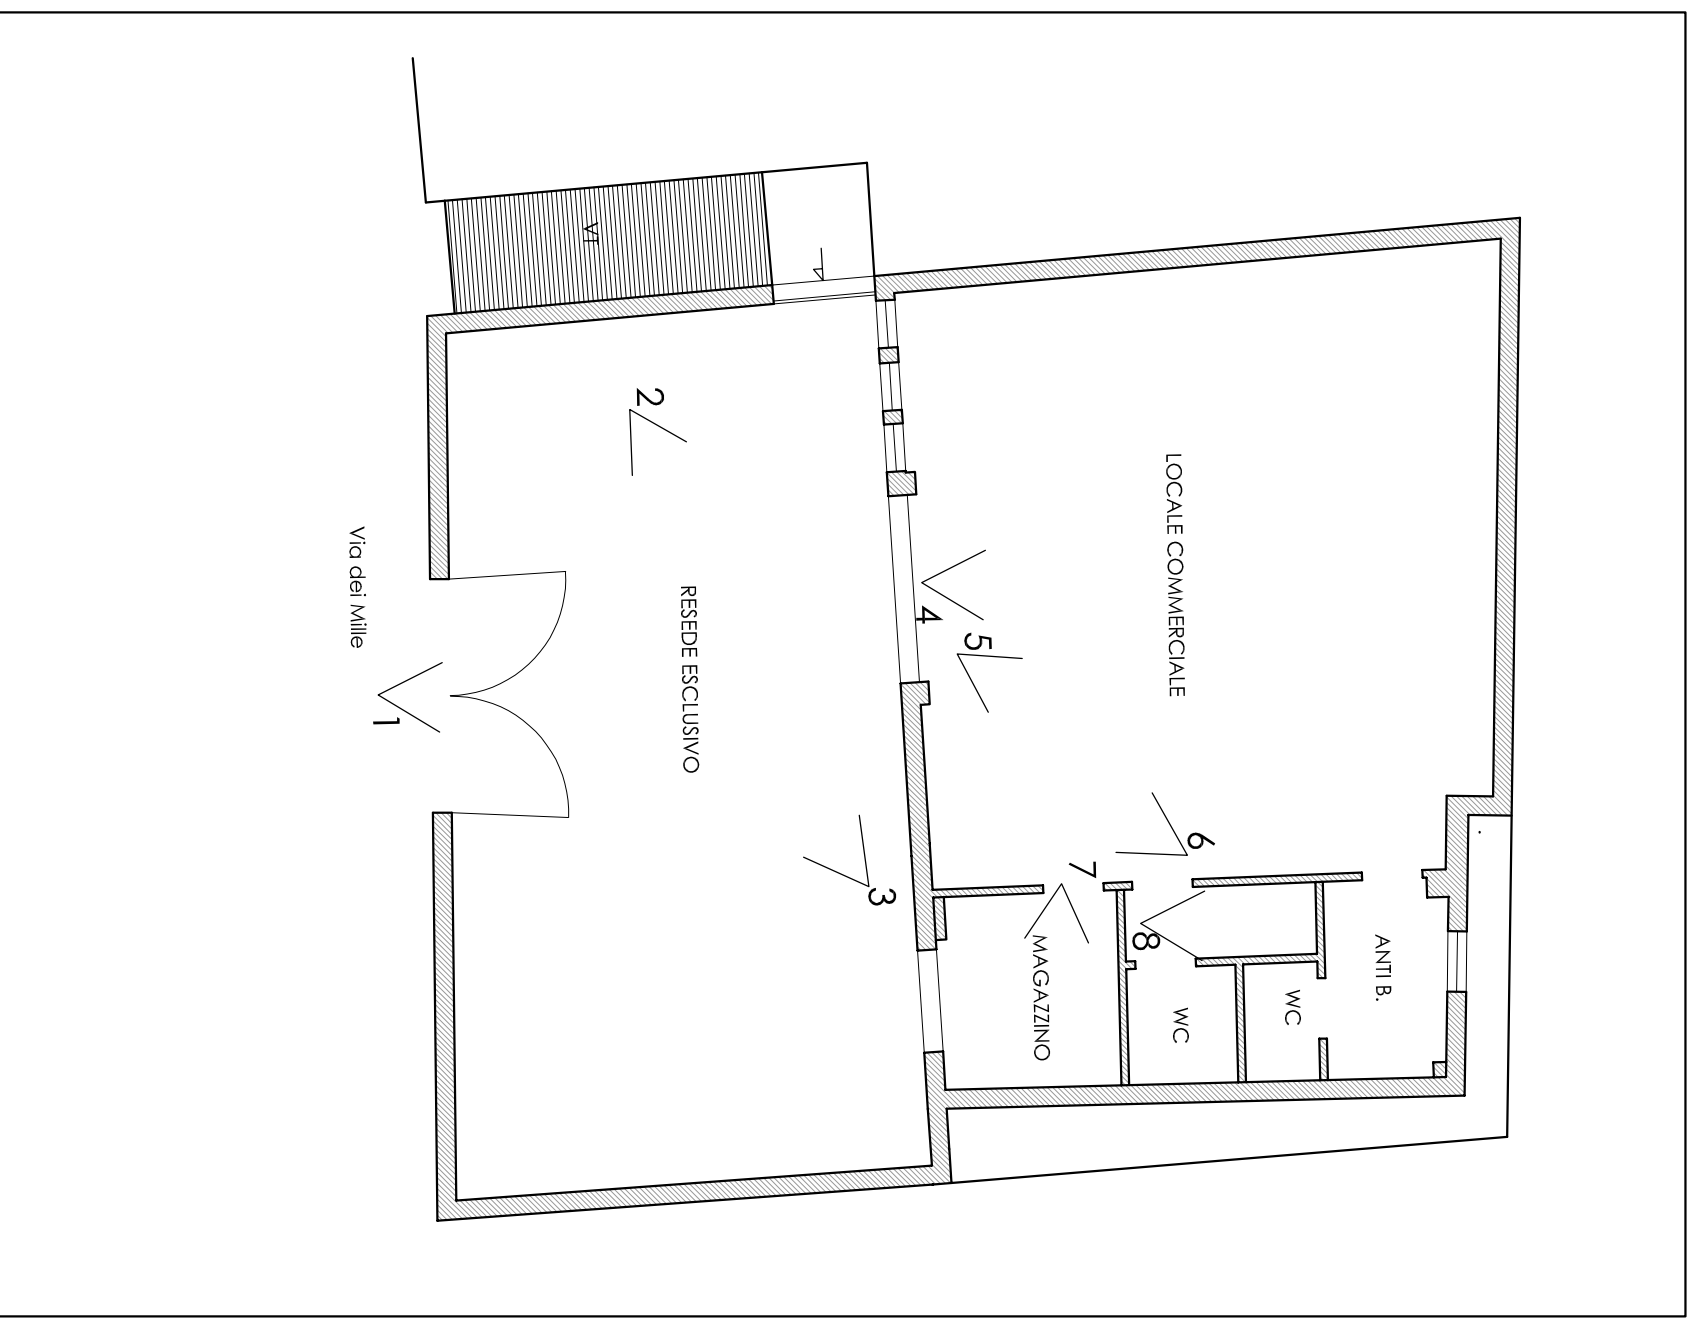 ANTI B.
WC
6
WC
LOCALE COMMERCIALE
8
7
MAGAZZINO
5
4
3
RESEDE ESCLUSIVO
2
1
Via dei Mille